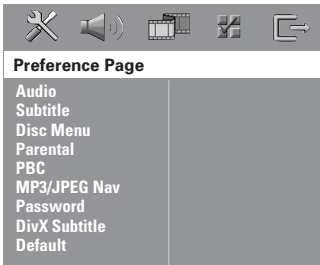 Preference Page
Audio
Subtitle
Disc Menu
Parental
PBC
MP3/JPEG Nav
Password
DivX Subtitle
Default